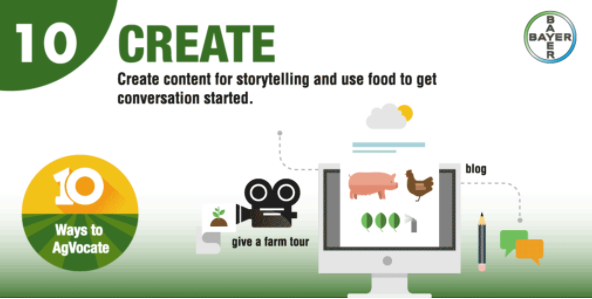 10 CREATE
Create content for storytelling and use food to get
conversation started.
BAYER
BAYER
10
Ways to
AgVocate
give a farm tour
blog